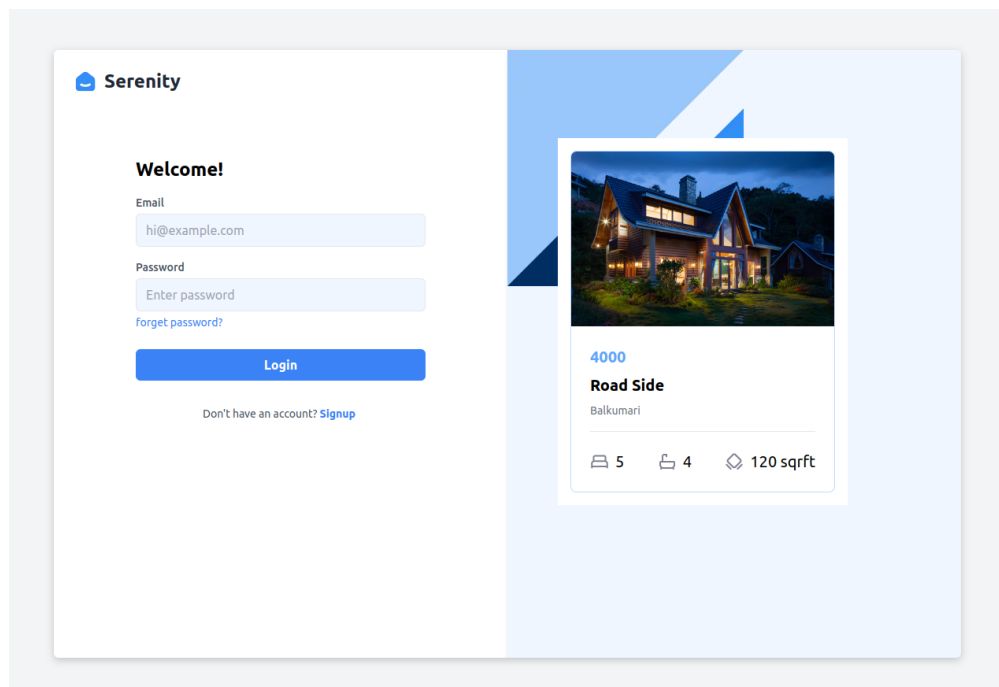 Serenity
Welcome!
Email
hi@example.com
Password
Enter password
forget password?
Login
Don't have an account? Signup
4000
Road Side
Balkumari
5 4 120 sqrft